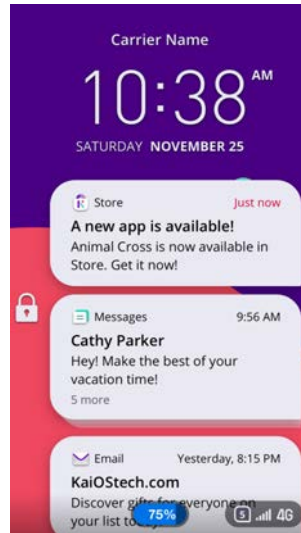 Carrier Name
10:38 AM
SATURDAY NOVEMBER 25
Store Just now
A new app is available!
Animal Cross is now available in
Store. Get it now!
Messages 9:56 AM
Cathy Parker
Hey! Make the best of your
vacation time!
5 more
Email Yesterday, 8:15 PM
KaiOStech.com
Discover gifts for everyone on
your list
75%
S 4G